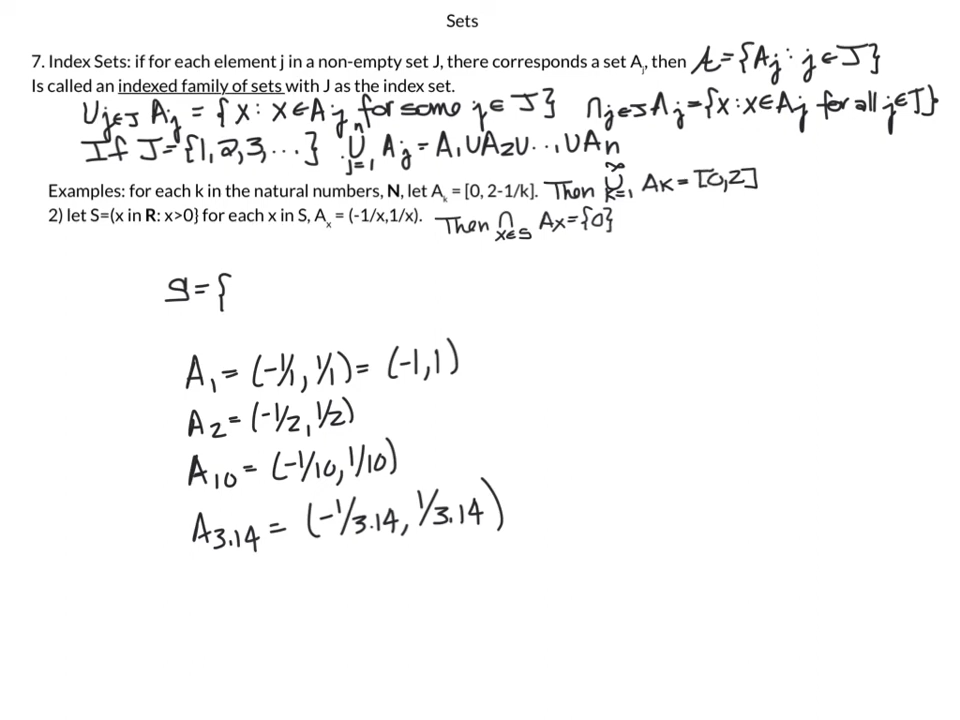 Sets
7. Index Sets: if for each element j in a non-empty set J, there corresponds a set Aⱼ, then 𝒜 = {Aⱼ : j ∈ J}
Is called an indexed family of sets with J as the index set.
∪j∈J Aj = {x : x ∈ Aj for some j ∈ J} ∩j∈J Aj = {x : x ∈ Aj for all j ∈ J}
If J = {1, 2, 3, ...} ⋃ⁿj=1 Aj = A1 ∪ A2 ∪ ... ∪ An
Examples: for each k in the natural numbers, N, let Aₖ = [0, 2-1/k]. Then ⋃^∞k=1 Ak = [0,2]
2) let S=(x in R: x>0} for each x in S, Aₓ = (-1/x,1/x). Then ∩x∈S Ax = {0}
S = {
A1 = (-1/1, 1/1) = (-1, 1)
A2 = (-1/2, 1/2)
A10 = (-1/10, 1/10)
A3.14 = (-1/3.14, 1/3.14)